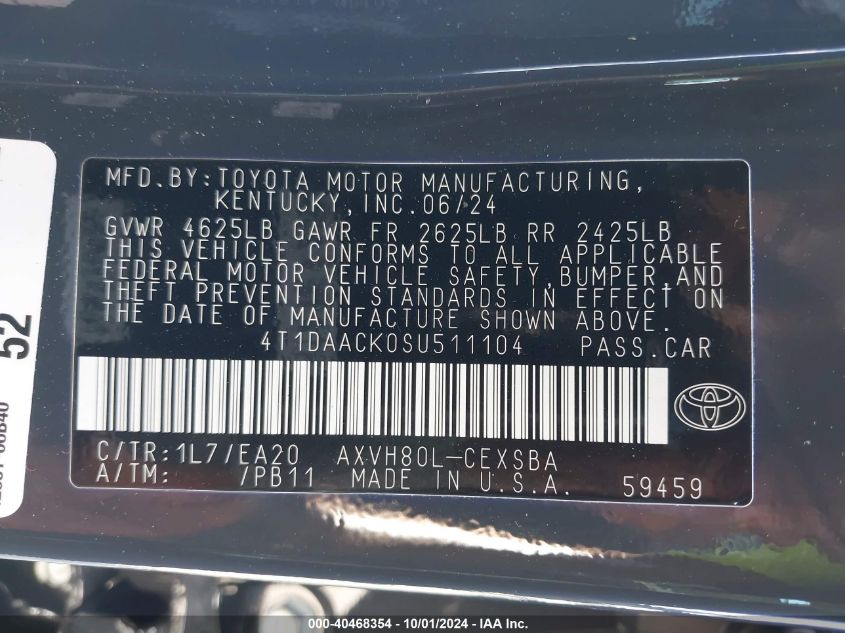 MFD.BY:TOYOTA MOTOR MANUFACTURING,
KENTUCKY,INC.06/24
GVWR 4625LB GAWR FR 2625LB RR 2425LB
THIS VEHICLE CONFORMS TO ALL APPLICABLE
FEDERAL MOTOR VEHICLE SAFETY,BUMPER,AND
THEFT PREVENTION STANDARDS IN EFFECT ON
THE DATE OF MANUFACTURE SHOWN ABOVE.
4T1DAACK0SU511104 PASS.CAR
C/TR:1L7/EA20 AXVH80L-CEXSBA
A/TM: /PB11 MADE IN U.S.A. 59459
52
000-40468354 - 10/01/2024 - IAA Inc.